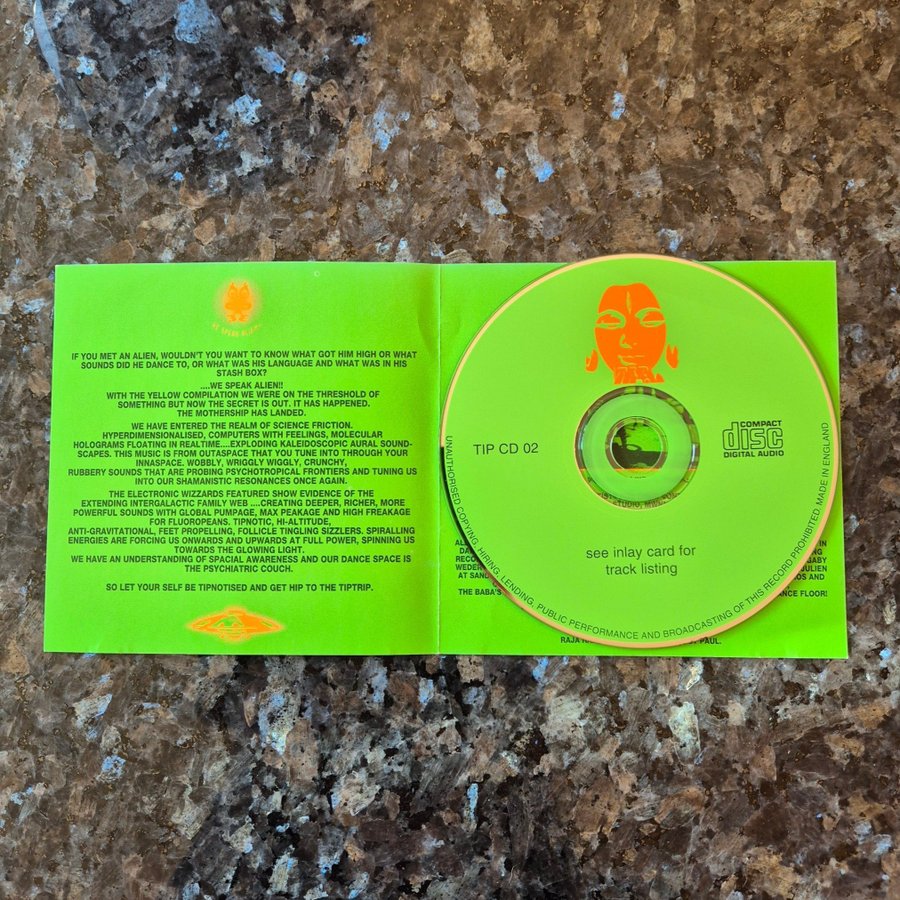 WE SPEAK ALIEN
IF YOU MET AN ALIEN, WOULDN'T YOU WANT TO KNOW WHAT GOT HIM HIGH OR WHAT
SOUNDS DID HE DANCE TO, OR WHAT WAS HIS LANGUAGE AND WHAT WAS IN HIS
STASH BOX?
....WE SPEAK ALIEN!!
WITH THE YELLOW COMPILATION WE WERE ON THE THRESHOLD OF
SOMETHING BUT NOW THE SECRET IS OUT. IT HAS HAPPENED.
THE MOTHERSHIP HAS LANDED.
WE HAVE ENTERED THE REALM OF SCIENCE FRICTION.
HYPERDIMENSIONALISED, COMPUTERS WITH FEELINGS, MOLECULAR
HOLOGRAMS FLOATING IN REALTIME....EXPLODING KALEIDOSCOPIC AURAL SOUND-
SCAPES. THIS MUSIC IS FROM OUTASPACE THAT YOU TUNE INTO THROUGH YOUR
INNASPACE. WOBBLY, WRIGGLY WIGGLY, CRUNCHY,
RUBBERY SOUNDS THAT ARE PROBING PSYCHOTROPICAL FRONTIERS AND TUNING US
INTO OUR SHAMANISTIC RESONANCES ONCE AGAIN.
THE ELECTRONIC WIZZARDS FEATURED SHOW EVIDENCE OF THE
EXTENDING INTERGALACTIC FAMILY WEB ....CREATING DEEPER, RICHER, MORE
POWERFUL SOUNDS WITH GLOBAL PUMPAGE, MAX PEAKAGE AND HIGH FREAKAGE
FOR FLUOROPEANS. TIPNOTIC, HI-ALTITUDE,
ANTI-GRAVITATIONAL, FEET PROPELLING, FOLLICLE TINGLING SIZZLERS. SPIRALLING
ENERGIES ARE FORCING US ONWARDS AND UPWARDS AT FULL POWER, SPINNING US
TOWARDS THE GLOWING LIGHT.
WE HAVE AN UNDERSTANDING OF SPACIAL AWARENESS AND OUR DANCE SPACE IS
THE PSYCHIATRIC COUCH.
SO LET YOUR SELF BE TIPNOTISED AND GET HIP TO THE TIPTRIP.
TIP CD 02
COMPACT
disc
DIGITAL AUDIO
see inlay card for
track listing
UNAUTHORISED COPYING, HIRING, LENDING, PUBLIC PERFORMANCE AND BROADCASTING OF THIS RECORD PROHIBITED. MADE IN ENGLAND
IN
RECO
BABY
WEDER
JULIEN
AT
AND
THE BABA'S
DANCE FLOOR!
RAJA
PAUL.